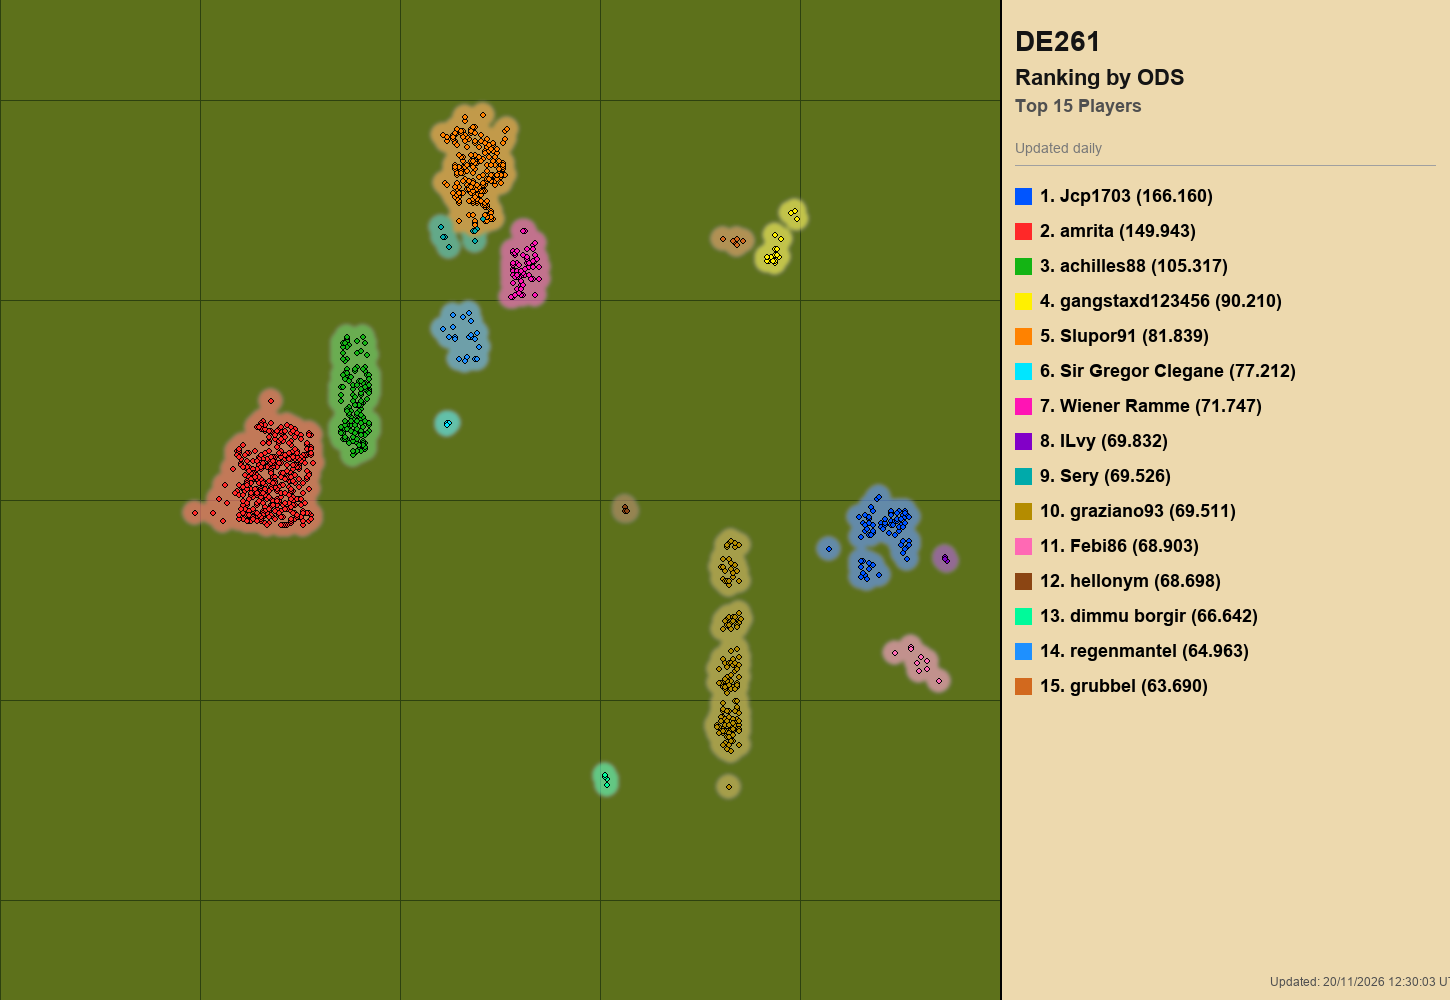 DE261
Ranking by ODS
Top 15 Players
Updated daily
1. Jcp1703 (166.160)
2. amrita (149.943)
3. achilles88 (105.317)
4. gangstaxd123456 (90.210)
5. Slupor91 (81.839)
6. Sir Gregor Clegane (77.212)
7. Wiener Ramme (71.747)
8. ILvy (69.832)
9. Sery (69.526)
10. graziano93 (69.511)
11. Febi86 (68.903)
12. hellonym (68.698)
13. dimmu borgir (66.642)
14. regenmantel (64.963)
15. grubbel (63.690)
Updated: 20/11/2026 12:30:03